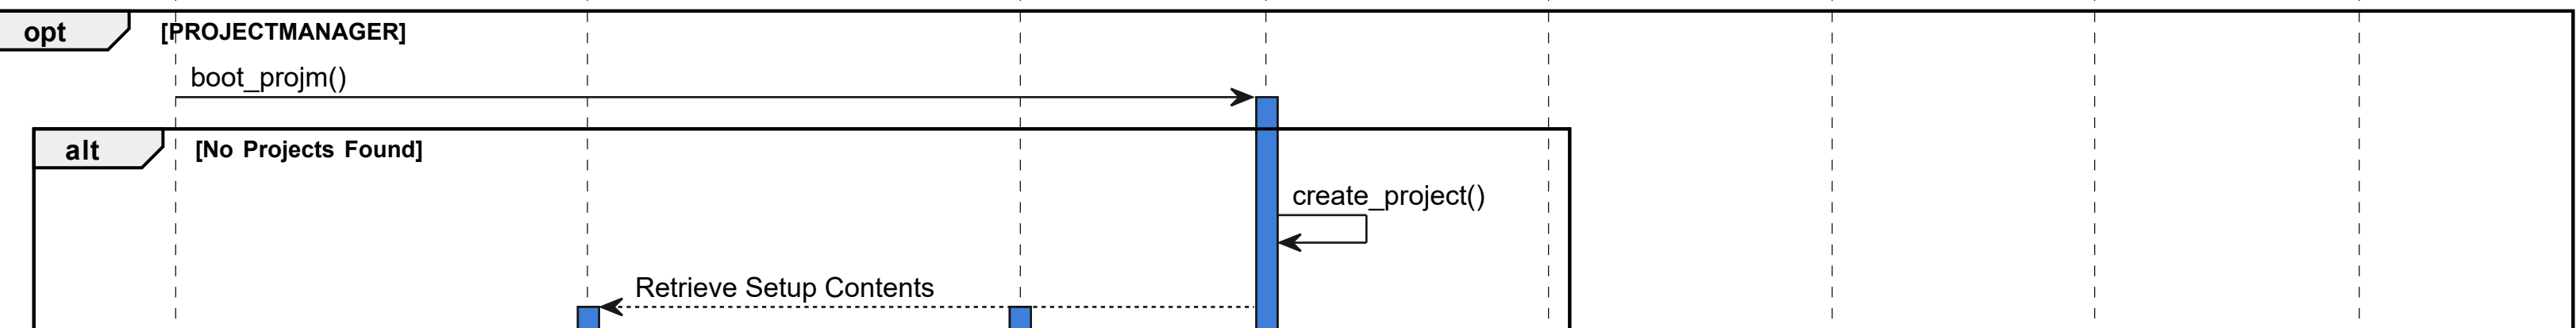 opt [PROJECTMANAGER]
boot_projm()
alt [No Projects Found]
create_project()
Retrieve Setup Contents